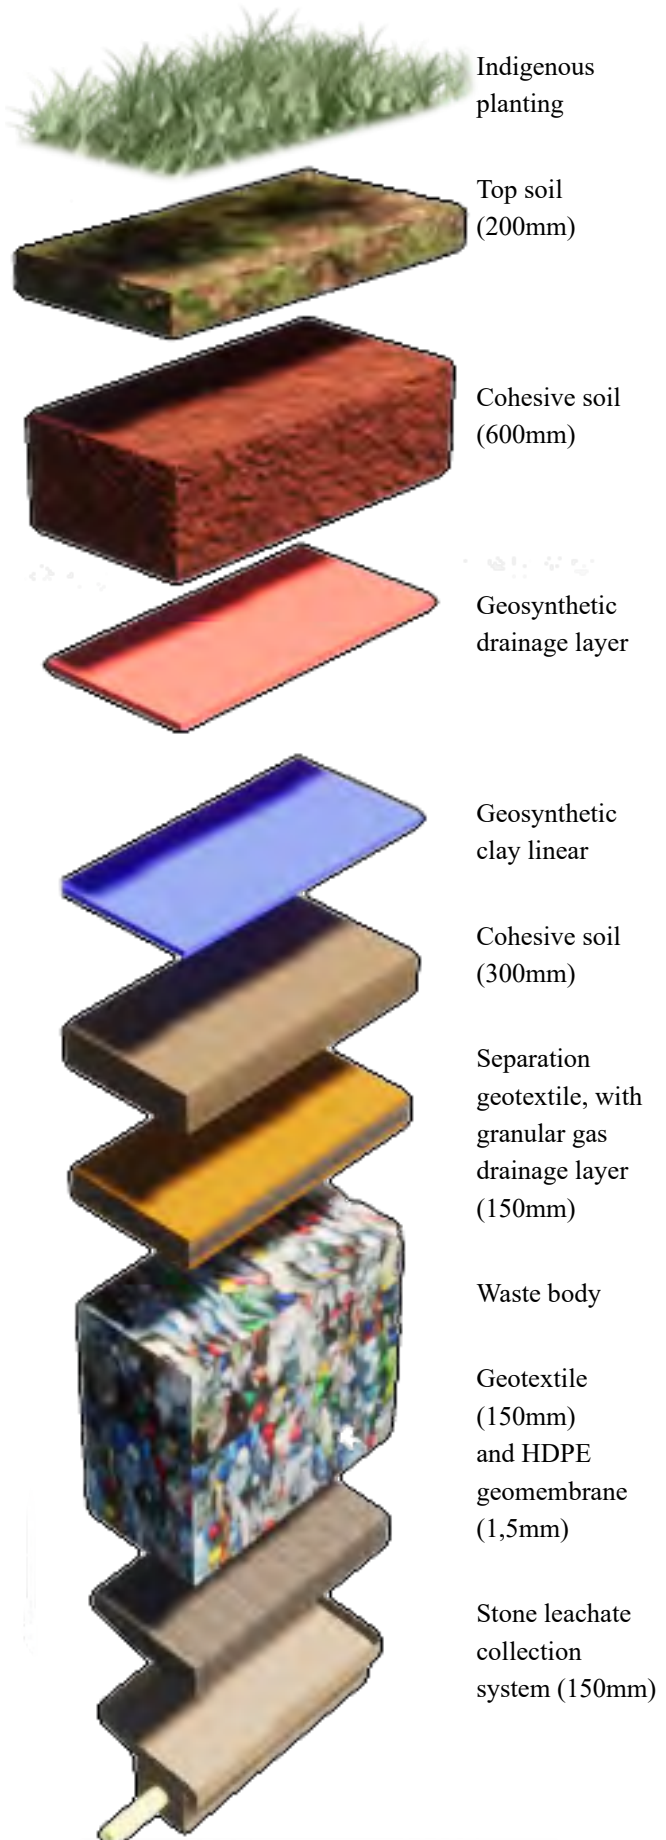 Indigenous
planting
Top soil
(200mm)
Cohesive soil
(600mm)
Geosynthetic
drainage layer
Geosynthetic
clay linear
Cohesive soil
(300mm)
Separation
geotextile, with
granular gas
drainage layer
(150mm)
Waste body
Geotextile
(150mm)
and HDPE
geomembrane
(1,5mm)
Stone leachate
collection
system (150mm)